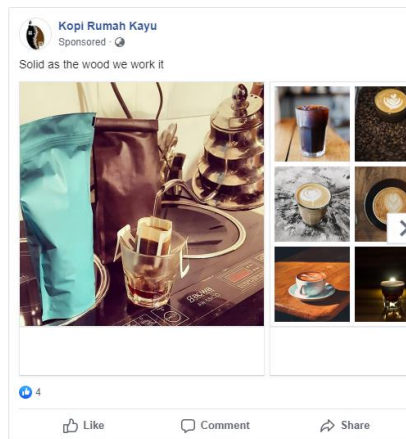 Kopi Rumah Kayu
Sponsored ·
Solid as the wood we work it
4
Like
Comment
Share